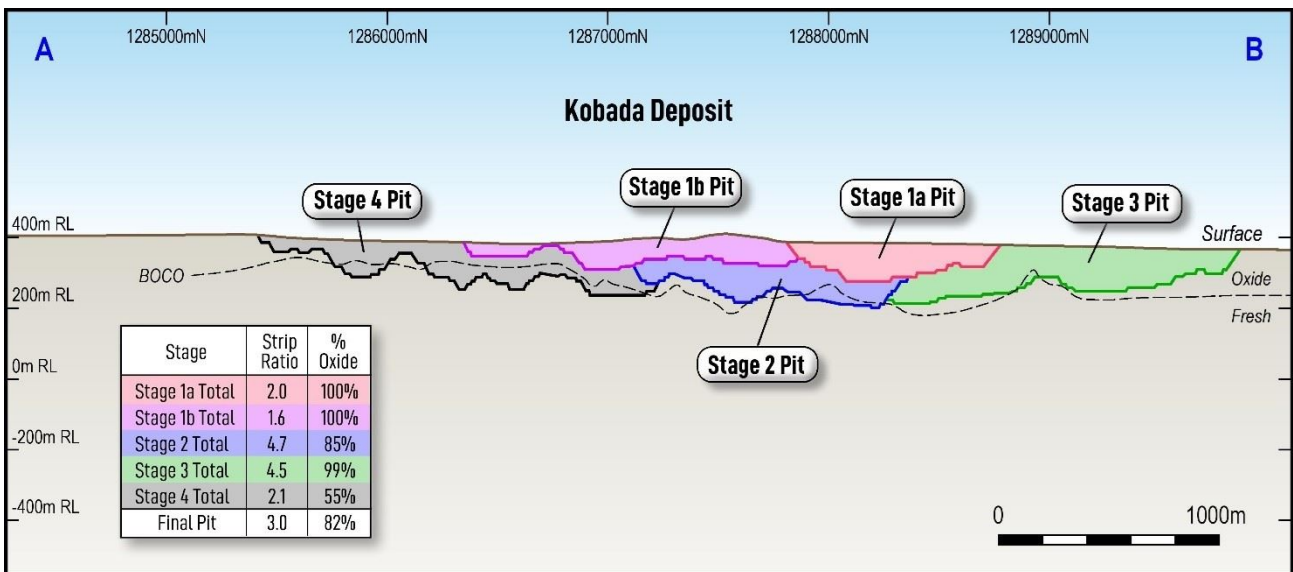 1285000mN 1286000mN 1287000mN 1288000mN 1289000mN
A B
Kobada Deposit
Stage 4 Pit
Stage 1b Pit
Stage 1a Pit
Stage 3 Pit
400m RL
Surface
BOCO
Oxide
200m RL
Fresh
Stage 2 Pit
0m RL
-200m RL
-400m RL
Stage Strip Ratio % Oxide
Stage 1a Total 2.0 100%
Stage 1b Total 1.6 100%
Stage 2 Total 4.7 85%
Stage 3 Total 4.5 99%
Stage 4 Total 2.1 55%
Final Pit 3.0 82%
0 1000m